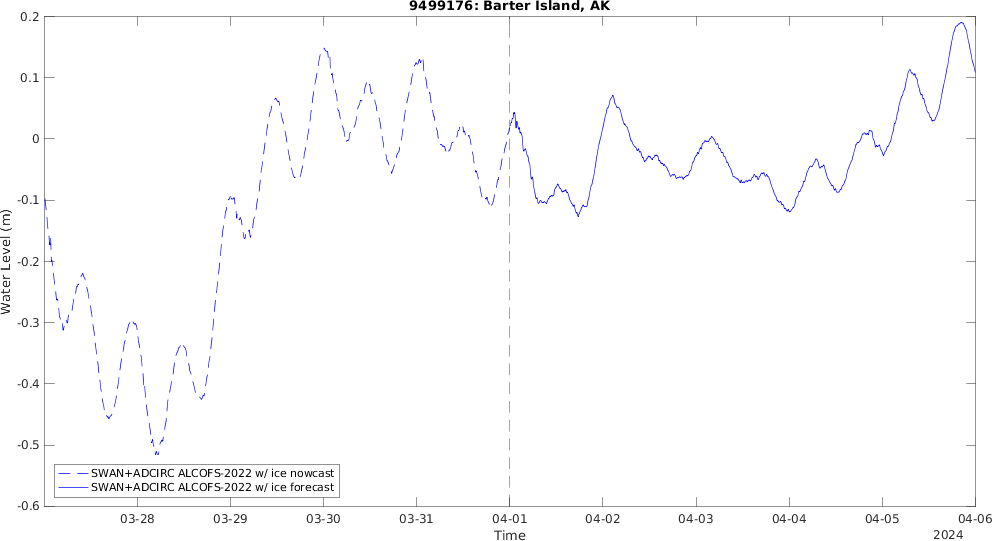 9499176: Barter Island, AK
0.2
0.1
0
-0.1
-0.2
-0.3
-0.4
-0.5
-0.6
Water Level (m)
SWAN+ADCIRC ALCOFS-2022 w/ ice nowcast
SWAN+ADCIRC ALCOFS-2022 w/ ice forecast
03-28 03-29 03-30 03-31 04-01 04-02 04-03 04-04 04-05 04-06
Time
2024